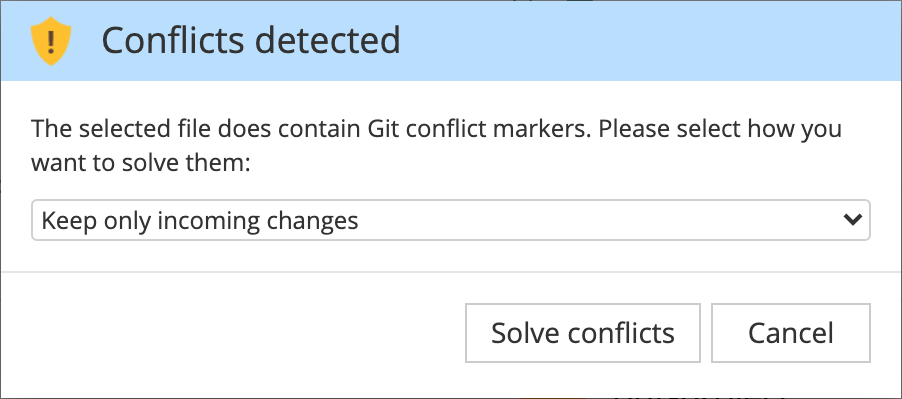 Conflicts detected
The selected file does contain Git conflict markers. Please select how you
want to solve them:
Keep only incoming changes
Solve conflicts
Cancel